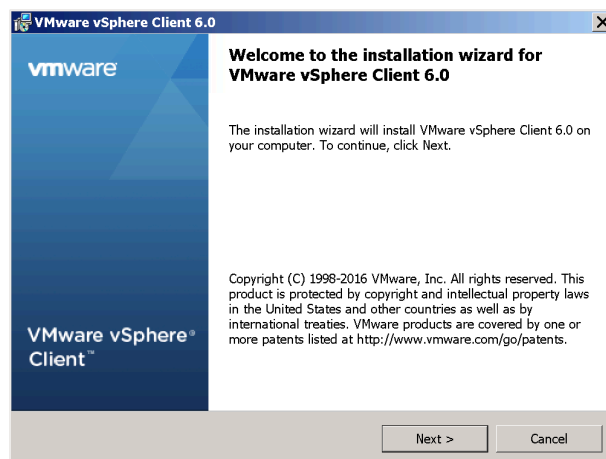 VMware vSphere Client 6.0
vmware
Welcome to the installation wizard for
VMware vSphere Client 6.0
The installation wizard will install VMware vSphere Client 6.0 on
your computer. To continue, click Next.
Copyright (C) 1998-2016 VMware, Inc. All rights reserved. This
product is protected by copyright and intellectual property laws
in the United States and other countries as well as by
international treaties. VMware products are covered by one or
more patents listed at http://www.vmware.com/go/patents.
VMware vSphere®
Client™
Next >
Cancel